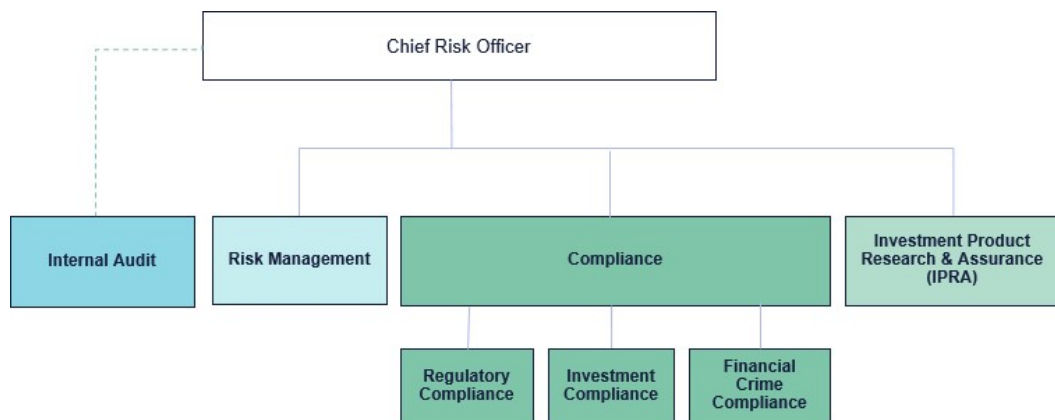 Chief Risk Officer
Internal Audit
Risk Management
Compliance
Investment Product
Research & Assurance
(IPRA)
Regulatory
Compliance
Investment
Compliance
Financial
Crime
Compliance